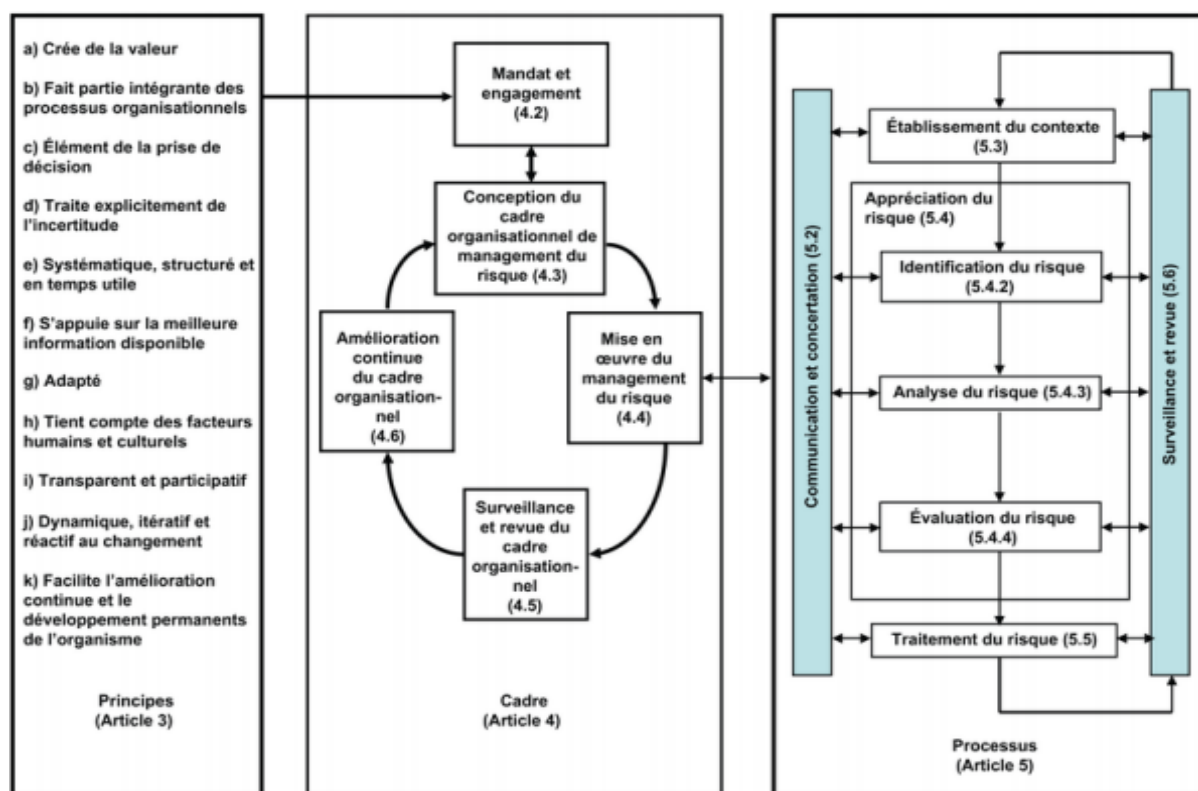 a) Crée de la valeur
b) Fait partie intégrante des
processus organisationnels
c) Élément de la prise de
décision
d) Traite explicitement de
l'incertitude
e) Systématique, structuré et
en temps utile
f) S'appuie sur la meilleure
information disponible
g) Adapté
h) Tient compte des facteurs
humains et culturels
i) Transparent et participatif
j) Dynamique, itératif et
réactif au changement
k) Facilite l'amélioration
continue et le
développement permanents
de l'organisme
Principes
(Article 3)
Mandat et
engagement
(4.2)
Conception du
cadre
organisationnel de
management du
risque (4.3)
Mise en
œuvre du
management
du risque
(4.4)
Surveillance
et revue du
cadre
organisation-
nel
(4.5)
Amélioration
continue
du cadre
organisation-
nel
(4.6)
Cadre
(Article 4)
Communication et concertation (5.2)
Établissement du contexte
(5.3)
Appréciation du
risque (5.4)
Identification du risque
(5.4.2)
Analyse du risque (5.4.3)
Évaluation du risque
(5.4.4)
Traitement du risque (5.5)
Surveillance et revue (5.6)
Processus
(Article 5)